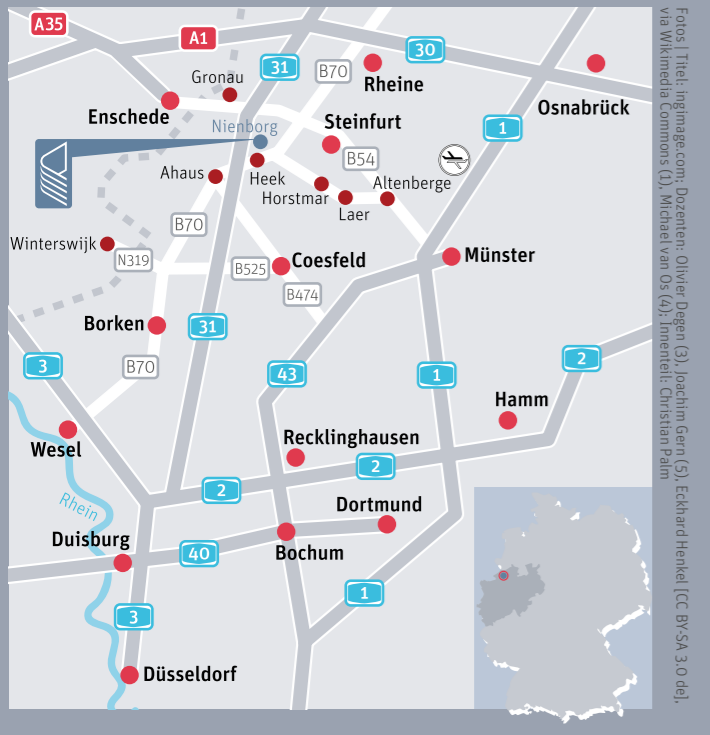 A35
A1
30
31
B70
Gronau
Rheine
Enschede
Osnabrück
Nienborg
Steinfurt
1
B54
Ahaus
Heek
Altenberge
Horstmar
Laer
B70
Winterswijk
N319
B525
Coesfeld
Münster
B474
Borken
31
3
B70
43
1
2
Hamm
Wesel
Recklinghausen
2
2
Rhein
Dortmund
Duisburg
40
Bochum
1
3
Düsseldorf
Fotos | Titel: ingimage.com; Dozenten: Olivier Degen (3), Joachim Gern (5), Eckhard Henkel [CC BY-SA 3.0 de],
via Wikimedia Commons (1), Michael van Os (4); Innenteil: Christian Palm